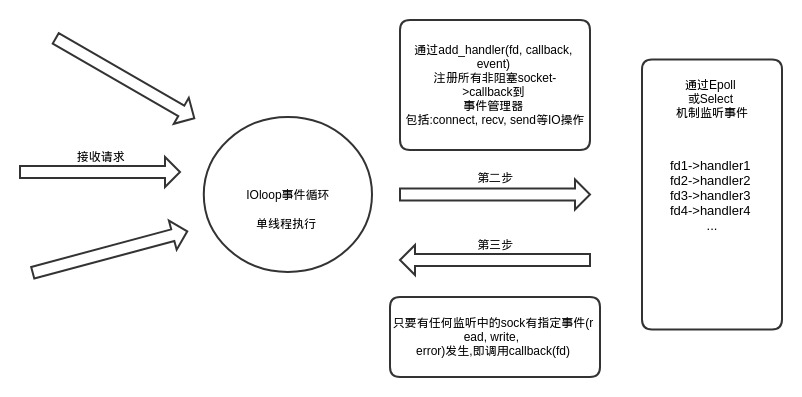 接收请求
IOloop事件循环
单线程执行
通过add_handler(fd, callback,
event)
注册所有非阻塞socket-
>callback到
事件管理器
包括:connect, recv, send等IO操作
第二步
第三步
只要有任何监听中的sock有指定事件(r
ead, write,
error)发生,即调用callback(fd)
通过Epoll
或Select
机制监听事件
fd1->handler1
fd2->handler2
fd3->handler3
fd4->handler4
...